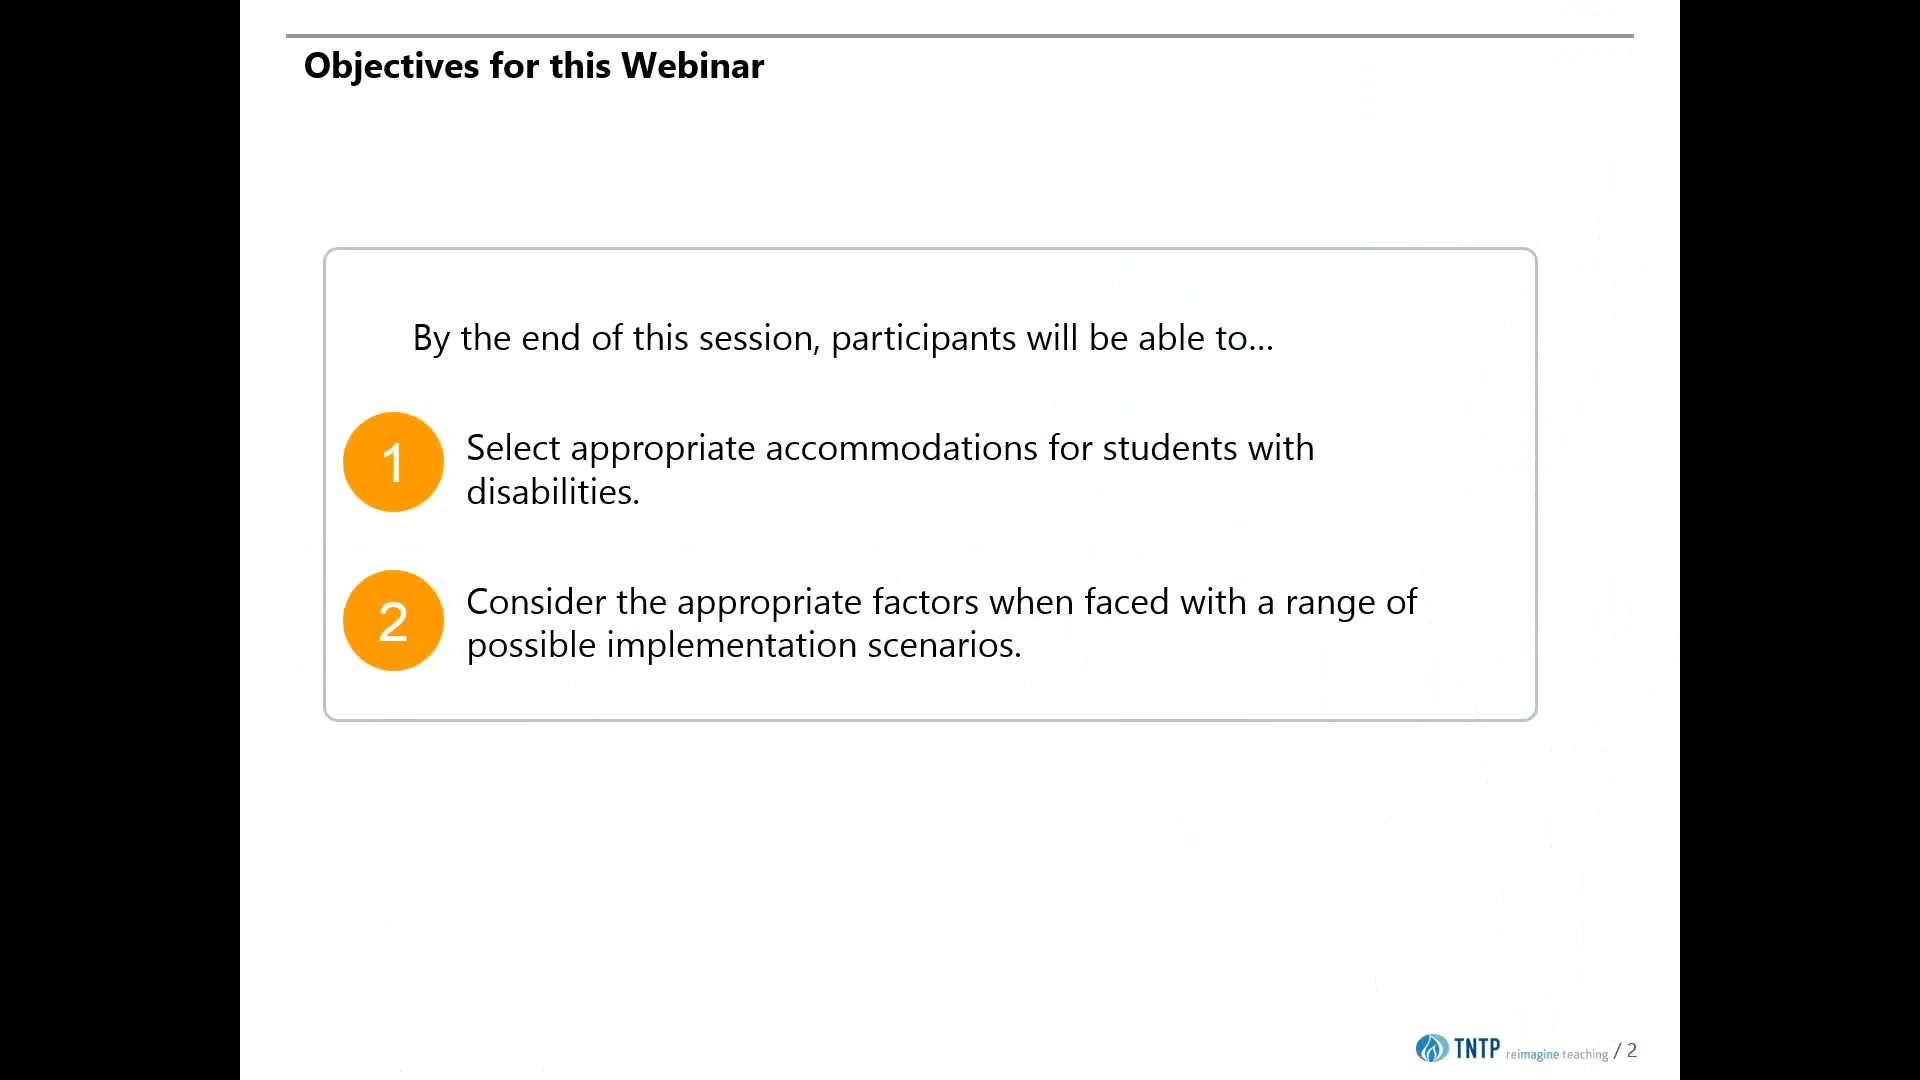 Objectives for this Webinar
By the end of this session, participants will be able to...
1
Select appropriate accommodations for students with
disabilities.
2
Consider the appropriate factors when faced with a range of
possible implementation scenarios.
TNTP reimagine teaching / 2